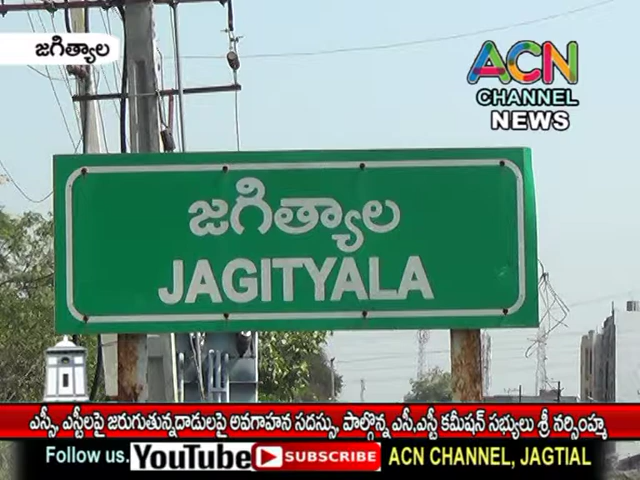 జగిత్యాల
ACN
CHANNEL
NEWS
జగిత్యాల
JAGITYALA
ఎస్సీ, ఎస్టీలపై జరుగుతున్నదాడులపై అవగాహన సదస్సు, పాల్గొన్న ఎసీ,ఎస్టీ కమీషన్ సభ్యులు శ్రీ నర్సింహ్మ
Follow us. YouTube SUBSCRIBE ACN CHANNEL, JAGTIAL